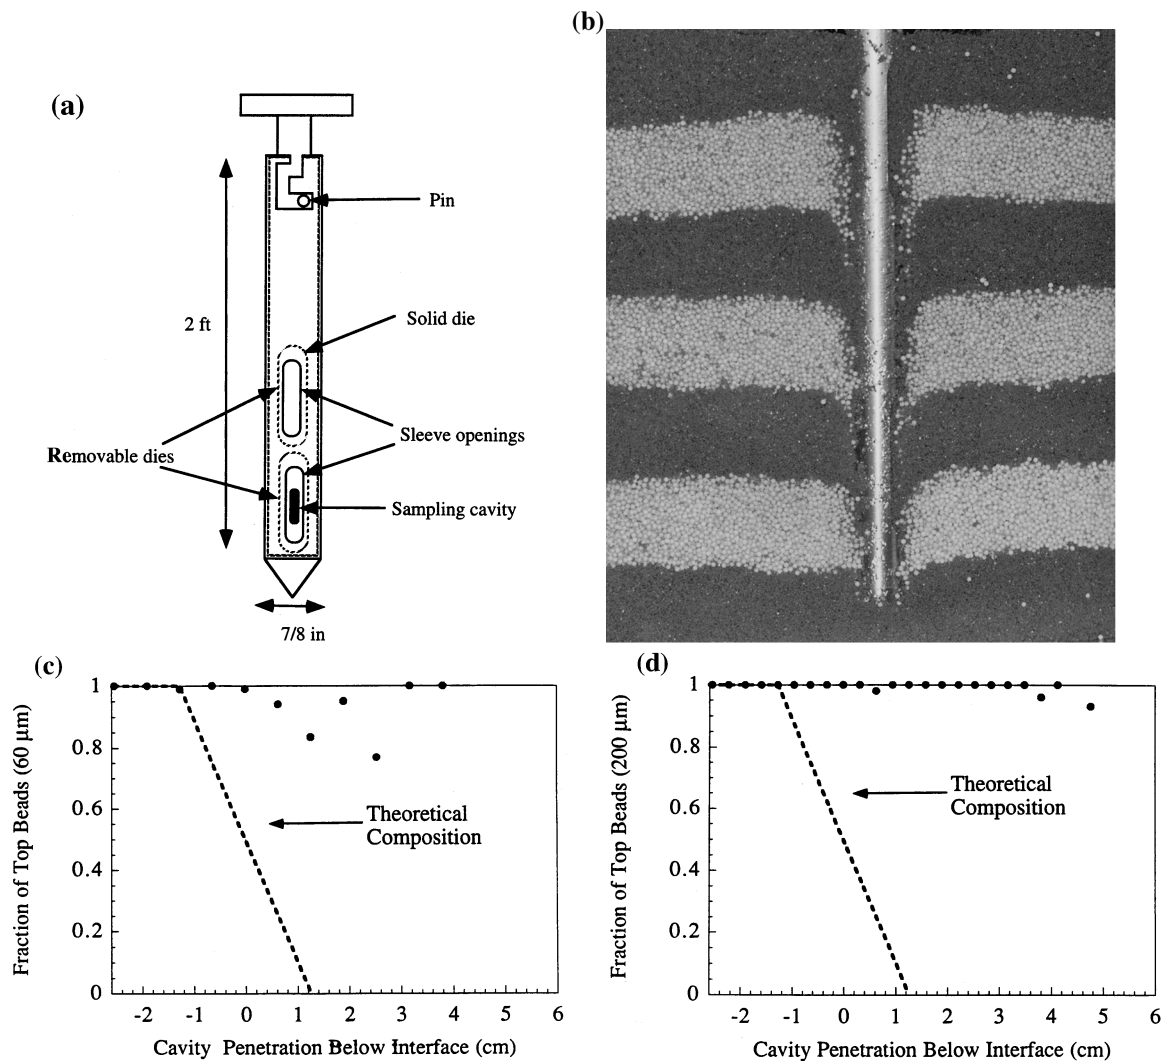 (a)
Pin
2 ft
Solid die
Removable dies
Sleeve openings
Sampling cavity
7/8 in
(b)
(c)
Fraction of Top Beads (60 µm)
1
0.8
0.6
0.4
0.2
0
Theoretical
Composition
-2 -1 0 1 2 3 4 5 6
Cavity Penetration Below Interface (cm)
(d)
Fraction of Top Beads (200 µm)
1
0.8
0.6
0.4
0.2
0
Theoretical
Composition
-2 -1 0 1 2 3 4 5 6
Cavity Penetration Below Interface (cm)